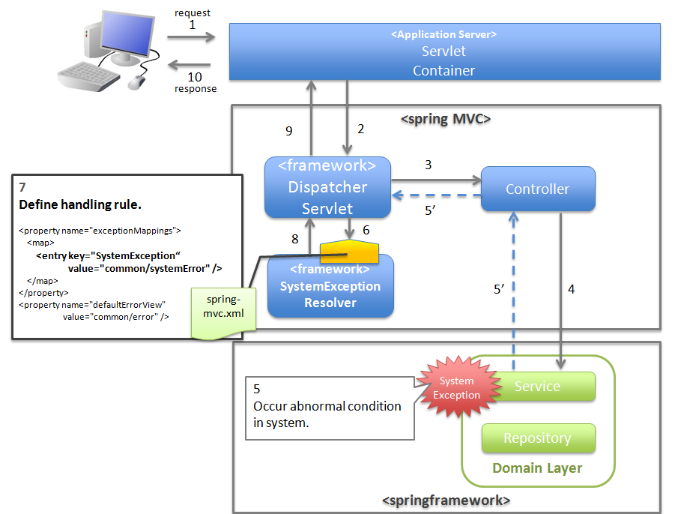 request
1
10
response
<Application Server>
Servlet
Container
9
2
<spring MVC>
<framework>
Dispatcher
Servlet
3
Controller
5’
7
Define handling rule.
<property name="exceptionMappings">
<map>
<entry key="SystemException“
value="common/systemError" />
</map>
</property>
<property name="defaultErrorView"
value="common/error" />
8
6
<framework>
SystemException
Resolver
spring-
mvc.xml
5’
4
5
Occur abnormal condition
in system.
System
Exception
Service
Repository
Domain Layer
<springframework>